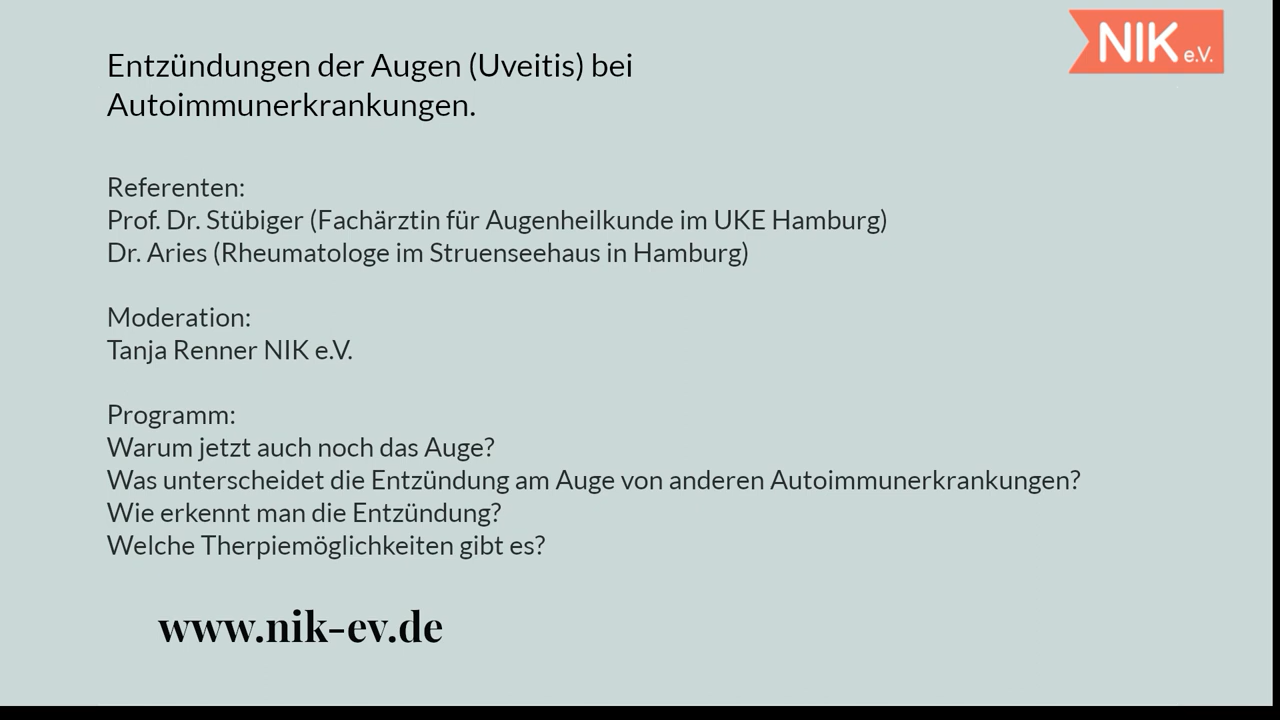 NIK e.V.
Entzündungen der Augen (Uveitis) bei
Autoimmunerkrankungen.
Referenten:
Prof. Dr. Stübiger (Fachärztin für Augenheilkunde im UKE Hamburg)
Dr. Aries (Rheumatologe im Struenseehaus in Hamburg)
Moderation:
Tanja Renner NIK e.V.
Programm:
Warum jetzt auch noch das Auge?
Was unterscheidet die Entzündung am Auge von anderen Autoimmunerkrankungen?
Wie erkennt man die Entzündung?
Welche Therpiemöglichkeiten gibt es?
www.nik-ev.de